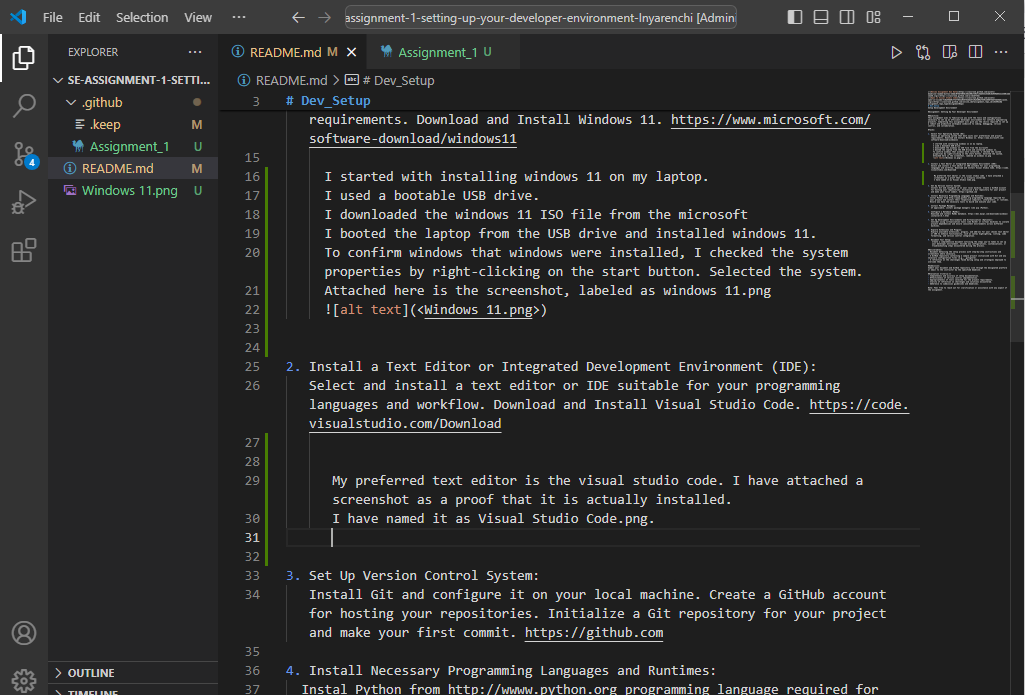 File Edit Selection View ··· assignment-1-setting-up-your-developer-environment-lnyarenchi [Admin
EXPLORER ···
SE-ASSIGNMENT-1-SETTI...
.github
.keep M
Assignment_1 U
README.md M
Windows 11.png U
4
OUTLINE
TIMELINE
README.md M
Assignment_1 U
README.md > # Dev_Setup
3 # Dev_Setup
requirements. Download and Install Windows 11. https://www.microsoft.com/
software-download/windows11
15
16 I started with installing windows 11 on my laptop.
17 I used a bootable USB drive.
18 I downloaded the windows 11 ISO file from the microsoft
19 I booted the laptop from the USB drive and installed windows 11.
20 To confirm windows that windows were installed, I checked the system
properties by right-clicking on the start button. Selected the system.
21 Attached here is the screenshot, labeled as windows 11.png
22 ![alt text](<Windows 11.png>)
23
24
25 2. Install a Text Editor or Integrated Development Environment (IDE):
26 Select and install a text editor or IDE suitable for your programming
languages and workflow. Download and Install Visual Studio Code. https://code.
visualstudio.com/Download
27
28
29 My preferred text editor is the visual studio code. I have attached a
screenshot as a proof that it is actually installed.
30 I have named it as Visual Studio Code.png.
31
32
33 3. Set Up Version Control System:
34 Install Git and configure it on your local machine. Create a GitHub account
for hosting your repositories. Initialize a Git repository for your project
and make your first commit. https://github.com
35
36 4. Install Necessary Programming Languages and Runtimes:
37 Instal Python from http://wwww.python.org programming language required for